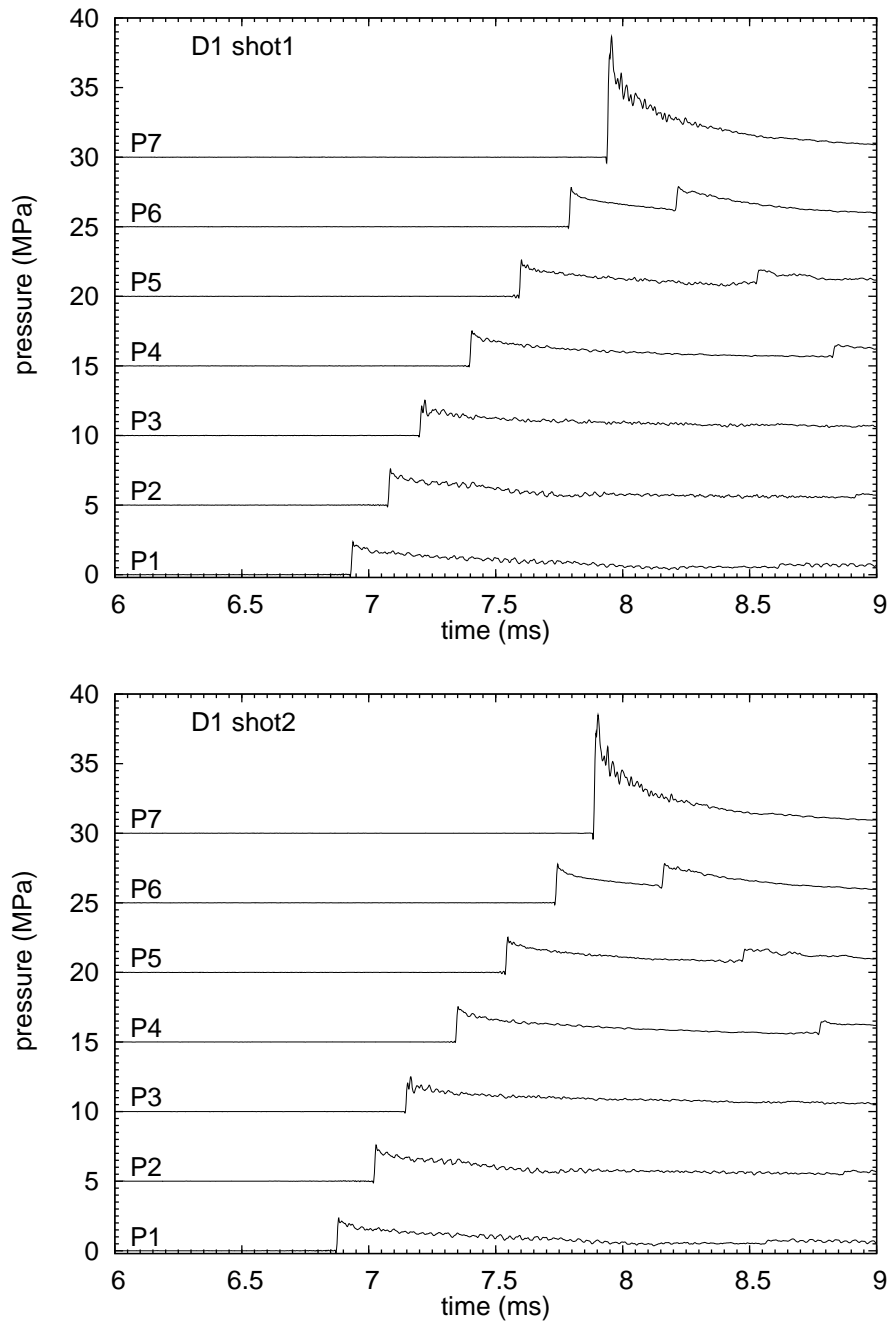 40
D1 shot1
35
P7
30
P6
25
P5
20
P4
15
P3
10
P2
5
P1
0
pressure (MPa)
6 6.5 7 7.5 8 8.5 9
time (ms)
40
D1 shot2
35
P7
30
P6
25
P5
20
P4
15
P3
10
P2
5
P1
0
pressure (MPa)
6 6.5 7 7.5 8 8.5 9
time (ms)